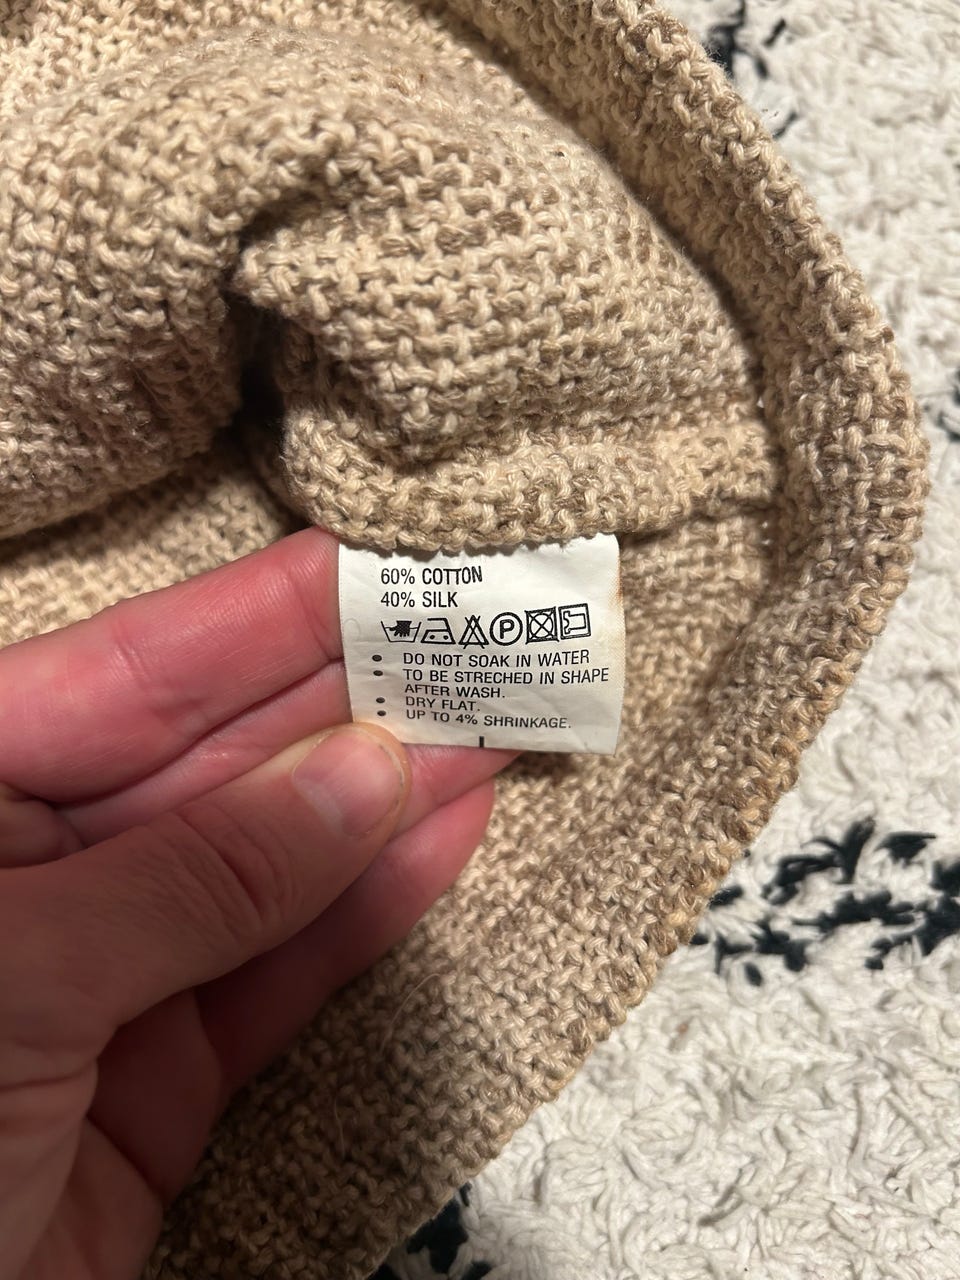 60% COTTON
40% SILK
P
• DO NOT SOAK IN WATER
• TO BE STRECHED IN SHAPE
AFTER WASH.
• DRY FLAT.
• UP TO 4% SHRINKAGE.